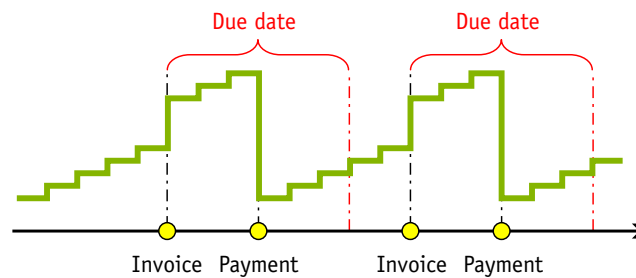 Due date
Due date
Invoice
Payment
Invoice
Payment